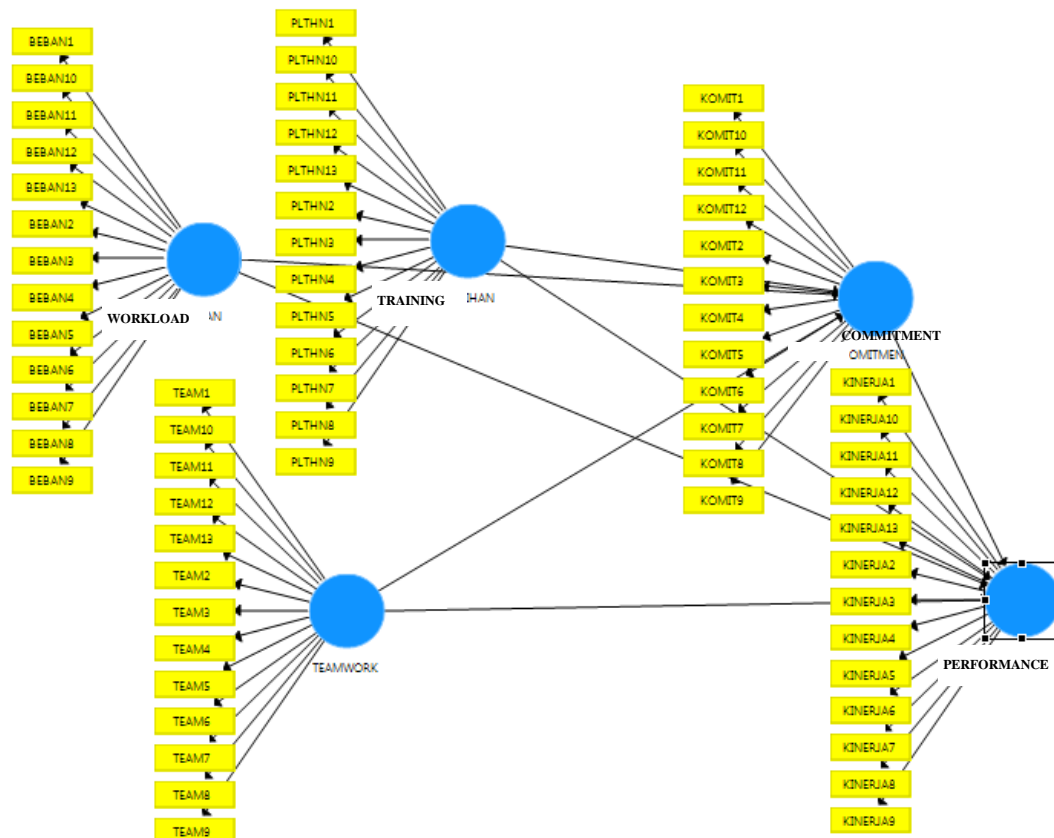 BEBAN1
BEBAN10
BEBAN11
BEBAN12
BEBAN13
BEBAN2
BEBAN3
BEBAN4
BEBAN5
BEBAN6
BEBAN7
BEBAN8
BEBAN9
WORKLOAD
AN
PLTHN1
PLTHN10
PLTHN11
PLTHN12
PLTHN13
PLTHN2
PLTHN3
PLTHN4
PLTHN5
PLTHN6
PLTHN7
PLTHN8
PLTHN9
TRAINING
IHAN
TEAM1
TEAM10
TEAM11
TEAM12
TEAM13
TEAM2
TEAM3
TEAM4
TEAM5
TEAM6
TEAM7
TEAM8
TEAM9
TEAMWORK
KOMIT1
KOMIT10
KOMIT11
KOMIT12
KOMIT2
KOMIT3
KOMIT4
KOMIT5
KOMIT6
KOMIT7
KOMIT8
KOMIT9
COMMITMENT
OMITMEN
KINERJA1
KINERJA10
KINERJA11
KINERJA12
KINERJA13
KINERJA2
KINERJA3
KINERJA4
KINERJA5
KINERJA6
KINERJA7
KINERJA8
KINERJA9
PERFORMANCE